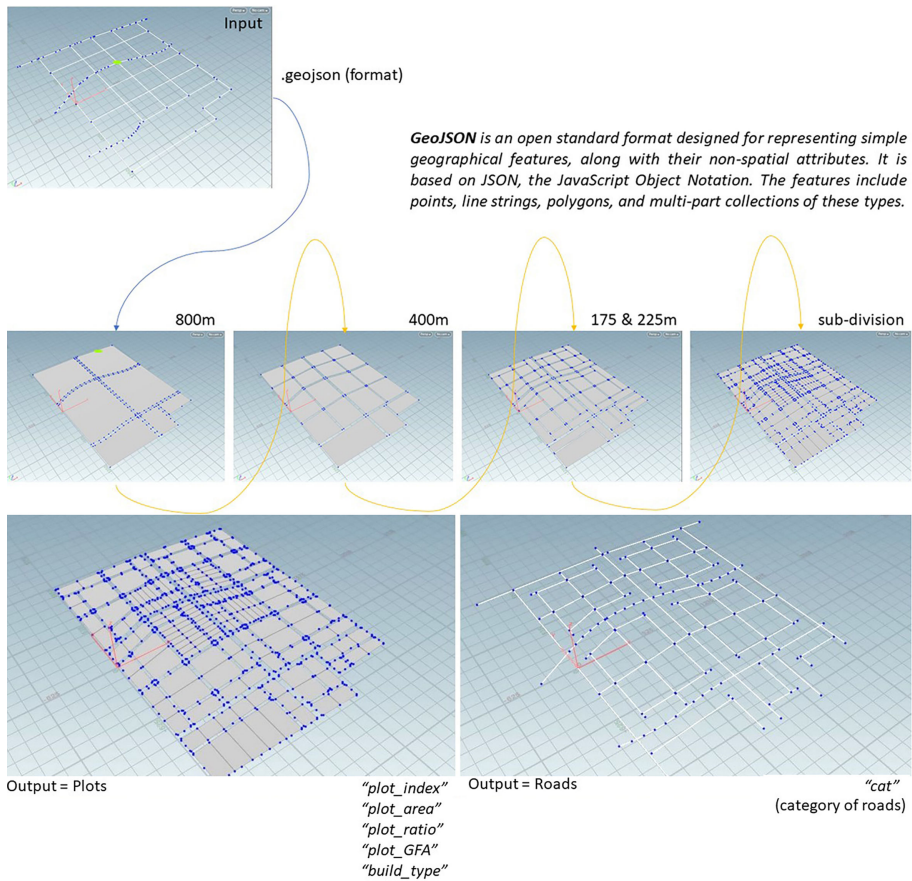 Input
.geojson (format)
GeoJSON is an open standard format designed for representing simple
geographical features, along with their non-spatial attributes. It is
based on JSON, the JavaScript Object Notation. The features include
points, line strings, polygons, and multi-part collections of these types.
800m
400m
175 & 225m
sub-division
Output = Plots
“plot_index”
“plot_area”
“plot_ratio”
“plot_GFA”
“build_type”
Output = Roads
“cat”
(category of roads)